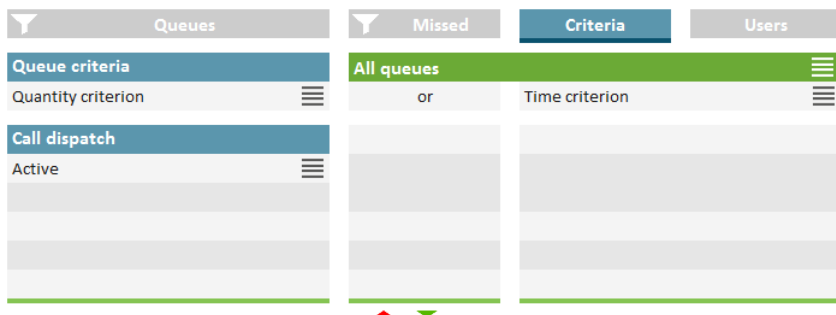 Queues Missed Criteria Users
Queue criteria All queues
Quantity criterion or Time criterion
Call dispatch
Active